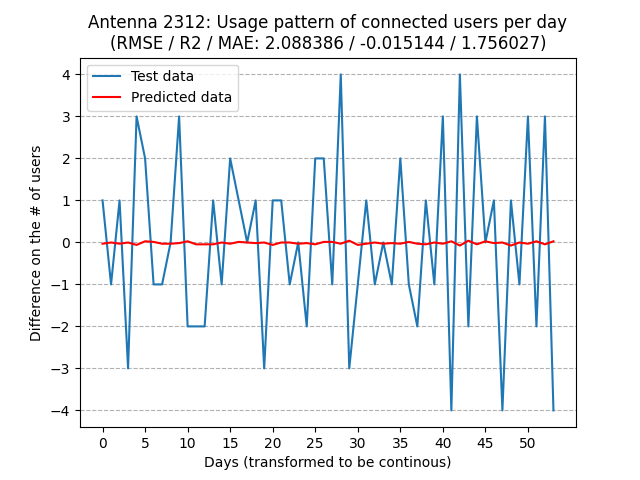 Antenna 2312: Usage pattern of connected users per day
(RMSE / R2 / MAE: 2.088386 / -0.015144 / 1.756027)
Test data
Predicted data
Difference on the # of users
4
3
2
1
0
−1
−2
−3
−4
0 5 10 15 20 25 30 35 40 45 50
Days (transformed to be continous)